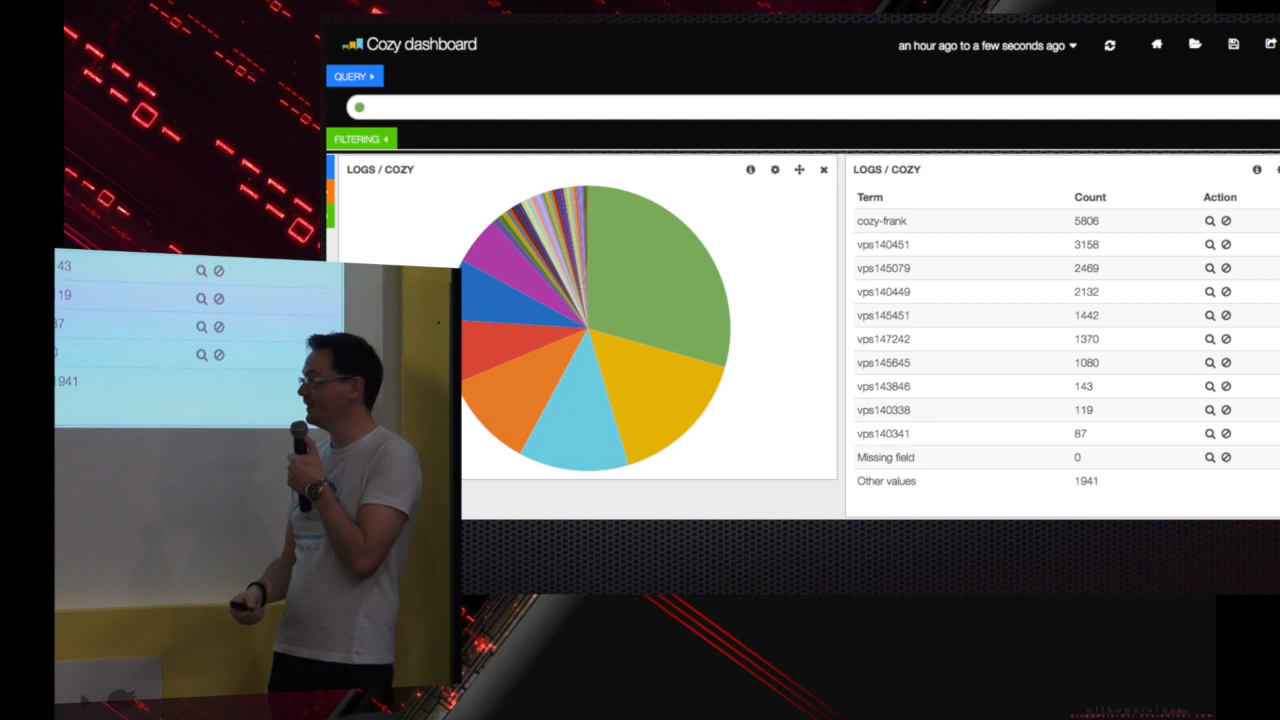 Cozy dashboard
an hour ago to a few seconds ago
QUERY
FILTERING
LOGS / COZY
LOGS / COZY
Term Count Action
cozy-frank 5806
vps140451 3158
vps145079 2469
vps140449 2132
vps145451 1442
vps147242 1370
vps145645 1080
vps143846 143
vps140338 119
vps140341 87
Missing field 0
Other values 1941
43
19
37
1941